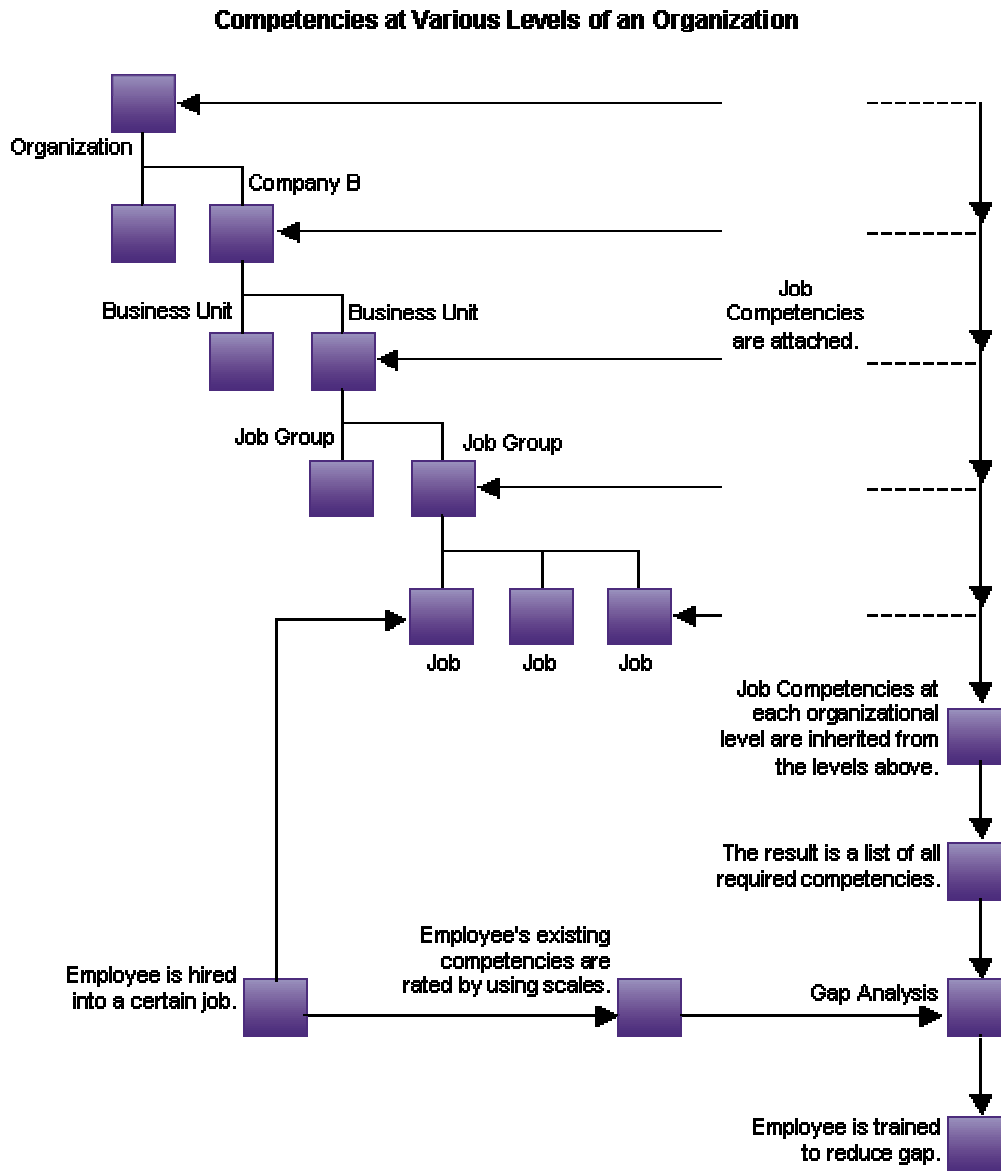 Competencies at Various Levels of an Organization
Organization
Company B
Business Unit
Business Unit
Job
Competencies
are attached.
Job Group
Job Group
Job
Job
Job
Job Competencies at
each organizational
level are inherited from
the levels above.
The result is a list of all
required competencies.
Employee's existing
competencies are
rated by using scales.
Employee is hired
into a certain job.
Gap Analysis
Employee is trained
to reduce gap.